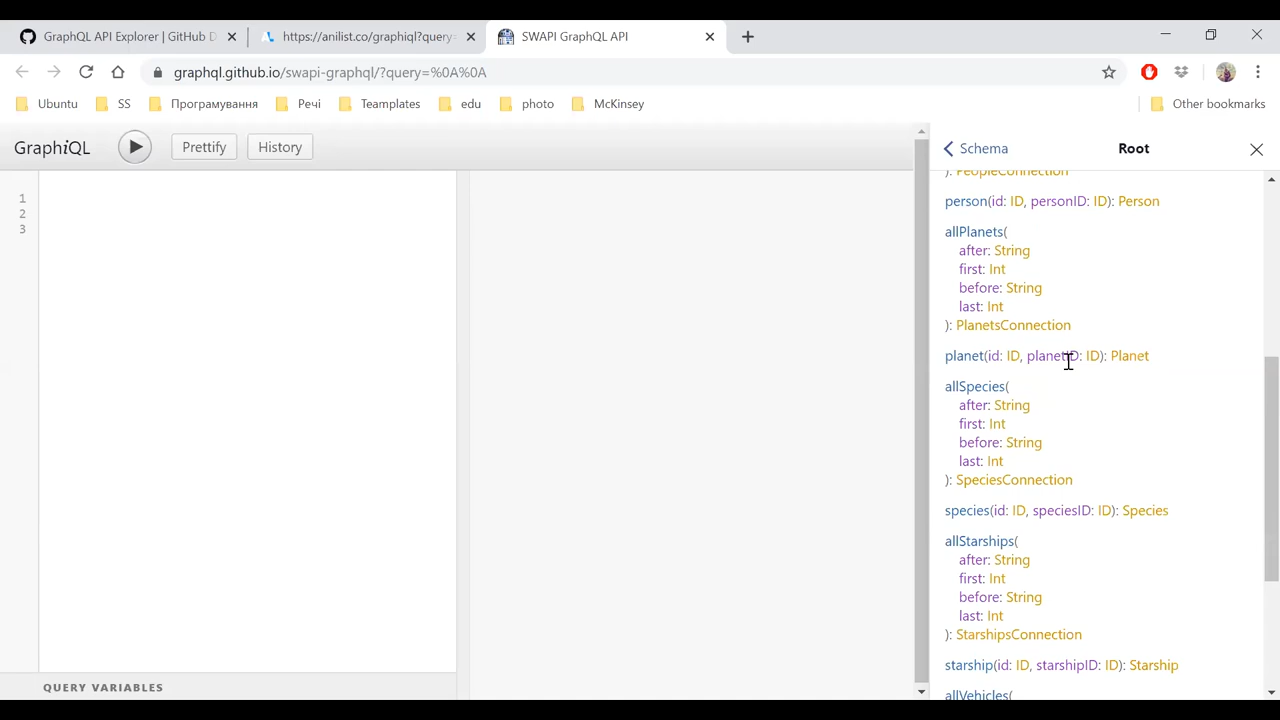 GraphQL API Explorer | GitHub D
https://anilist.co/graphiql?query=
SWAPI GraphQL API
graphql.github.io/swapi-graphql/?query=%0A%0A
Ubuntu SS Програмування Речі Teamplates edu photo McKinsey Other bookmarks
GraphiQL Prettify History
Schema Root
): PeopleConnection
1
2
3
person(id: ID, personID: ID): Person
allPlanets(
after: String
first: Int
before: String
last: Int
): PlanetsConnection
planet(id: ID, planetID: ID): Planet
allSpecies(
after: String
first: Int
before: String
last: Int
): SpeciesConnection
species(id: ID, speciesID: ID): Species
allStarships(
after: String
first: Int
before: String
last: Int
): StarshipsConnection
starship(id: ID, starshipID: ID): Starship
allVehicles(
QUERY VARIABLES